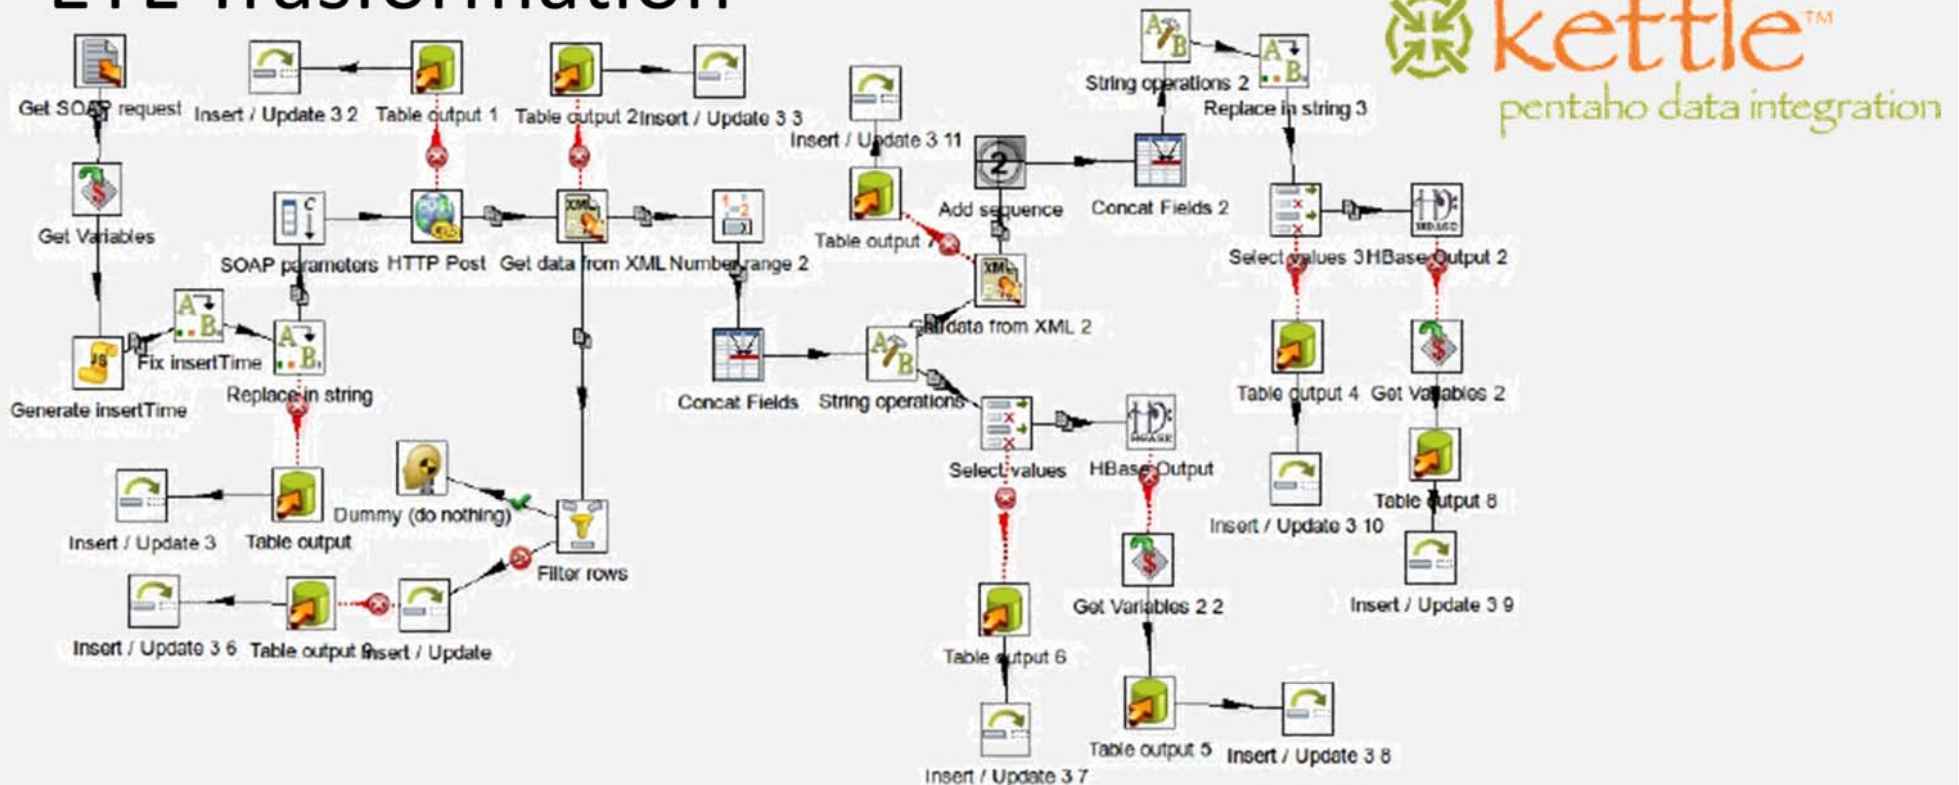 ETL Trasformation
kettle™
pentaho data integration
Get SOAP request
Insert / Update 3 2
Table output 1
Table output 2
Insert / Update 3 3
Insert / Update 3 11
String operations 2
Replace in string 3
Get Variables
SOAP parameters
HTTP Post
Get data from XML
Number range 2
Table output 7
Add sequence
Concat Fields 2
Select values 3
HBase Output 2
Generate insertTime
Fix insertTime
Replace in string
Concat Fields
String operations
Get data from XML 2
Table output 4
Get Variables 2
Select values
HBase Output
Insert / Update 3
Table output
Dummy (do nothing)
Filter rows
Insert / Update 3 10
Table output 8
Insert / Update 3 6
Table output 9
Insert / Update
Table output 6
Get Variables 2 2
Insert / Update 3 9
Insert / Update 3 7
Table output 5
Insert / Update 3 8